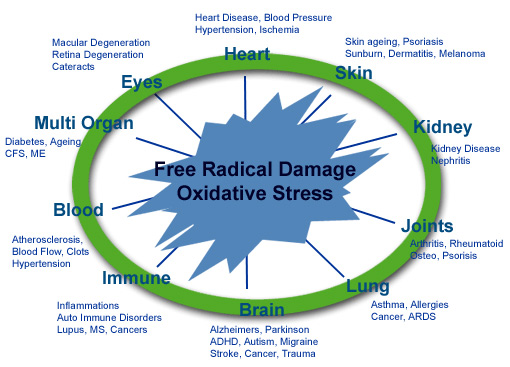 Heart Disease, Blood Pressure
Hypertension, Ischemia
Heart
Skin ageing, Psoriasis
Sunburn, Dermatitis, Melanoma
Skin
Kidney
Kidney Disease
Nephritis
Joints
Arthritis, Rheumatoid
Osteo, Psorisis
Lung
Asthma, Allergies
Cancer, ARDS
Brain
Alzheimers, Parkinson
ADHD, Autism, Migraine
Stroke, Cancer, Trauma
Immune
Inflammations
Auto Immune Disorders
Lupus, MS, Cancers
Blood
Atherosclerosis,
Blood Flow, Clots
Hypertension
Multi Organ
Diabetes, Ageing
CFS, ME
Macular Degeneration
Retina Degeneration
Cateracts
Eyes
Free Radical Damage
Oxidative Stress